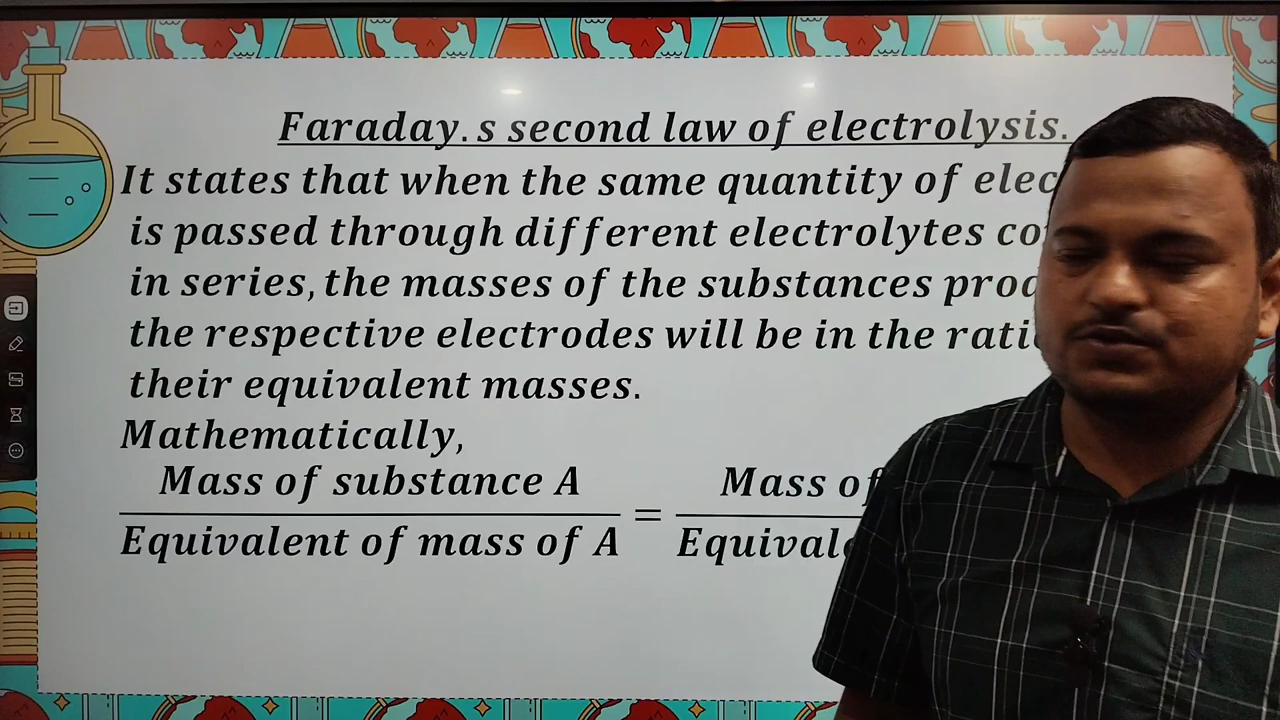 Faraday.s second law of electrolysis.
It states that when the same quantity of elec
is passed through different electrolytes co
in series, the masses of the substances prod
the respective electrodes will be in the rati
their equivalent masses.
Mathematically,
Mass of substance A
Equivalent of mass of A
=
Mass of
Equival